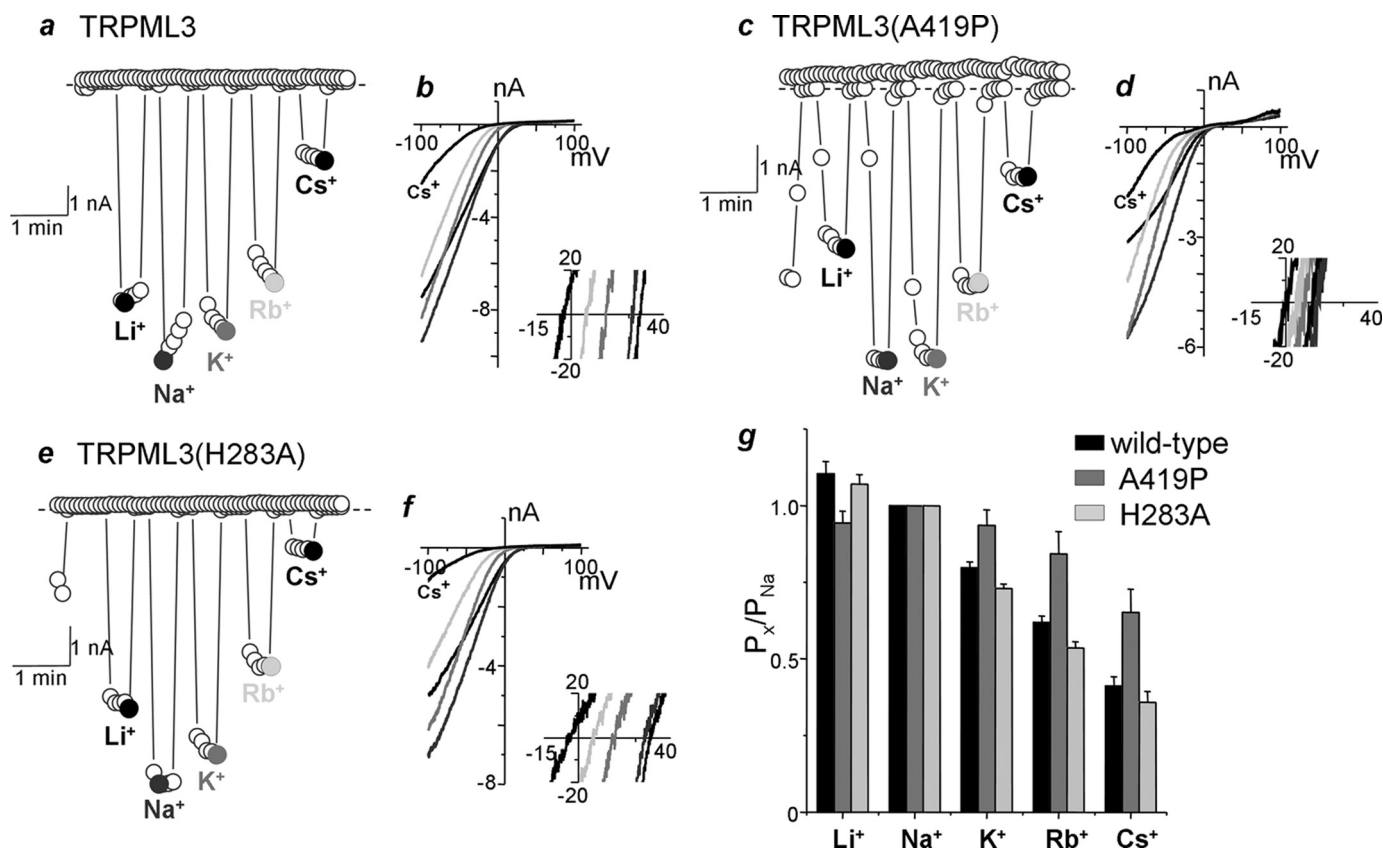 a TRPML3
1 nA
1 min
Li⁺
Na⁺
K⁺
Rb⁺
Cs⁺
b
nA
-100
100
mV
Cs⁺
-4
-8
20
-15
40
-20
c TRPML3(A419P)
1 nA
1 min
Li⁺
Na⁺
K⁺
Rb⁺
Cs⁺
d
nA
-100
100
mV
Cs⁺
-3
-6
20
-15
40
-20
e TRPML3(H283A)
1 nA
1 min
Li⁺
Na⁺
K⁺
Rb⁺
Cs⁺
f
nA
-100
100
mV
Cs⁺
-4
-8
20
-15
40
-20
g
wild-type
A419P
H283A
Pₓ/P_Na
1.0
0.5
0
Li⁺ Na⁺ K⁺ Rb⁺ Cs⁺